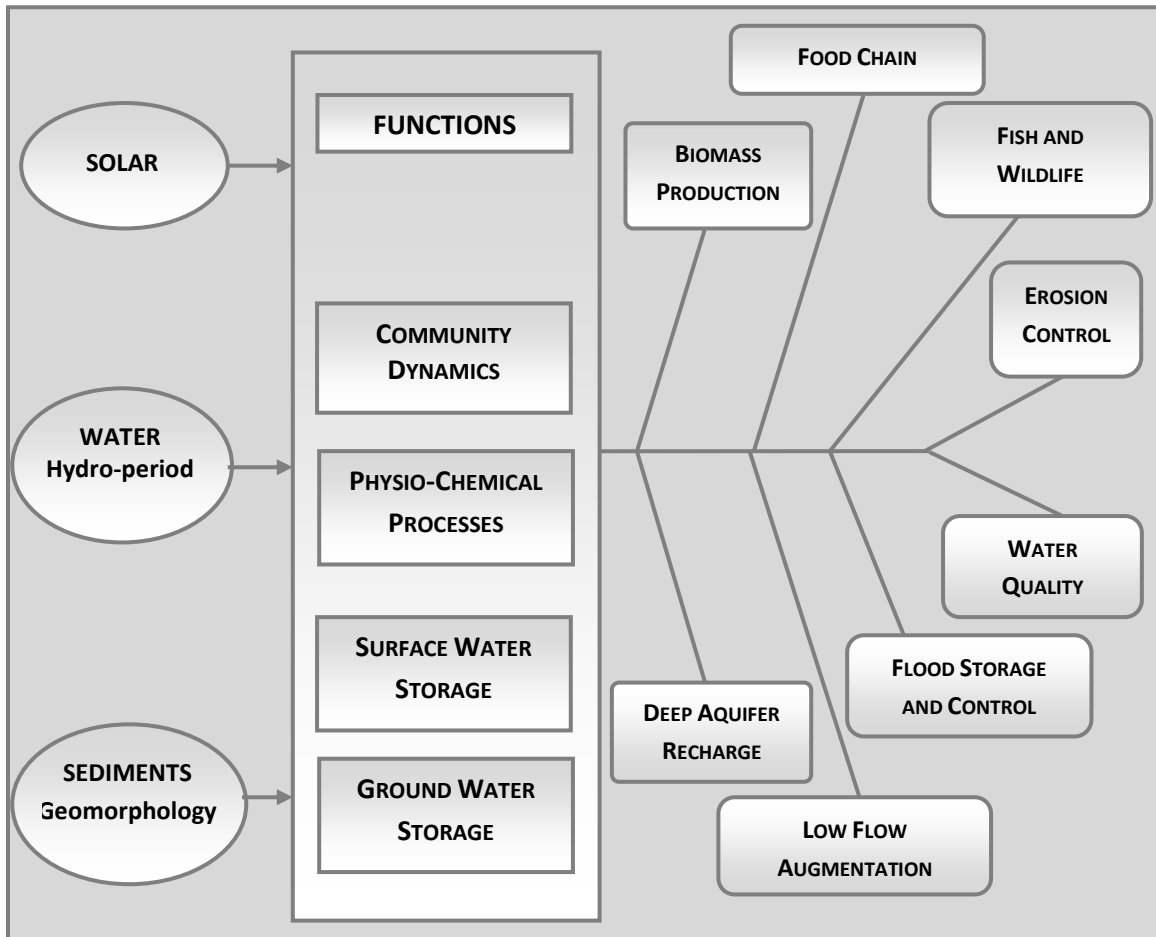 SOLAR
WATER
Hydro-period
SEDIMENTS
Geomorphology
FUNCTIONS
COMMUNITY
DYNAMICS
PHYSIO-CHEMICAL
PROCESSES
SURFACE WATER
STORAGE
GROUND WATER
STORAGE
BIOMASS
PRODUCTION
FOOD CHAIN
FISH AND
WILDLIFE
EROSION
CONTROL
WATER
QUALITY
FLOOD STORAGE
AND CONTROL
DEEP AQUIFER
RECHARGE
LOW FLOW
AUGMENTATION